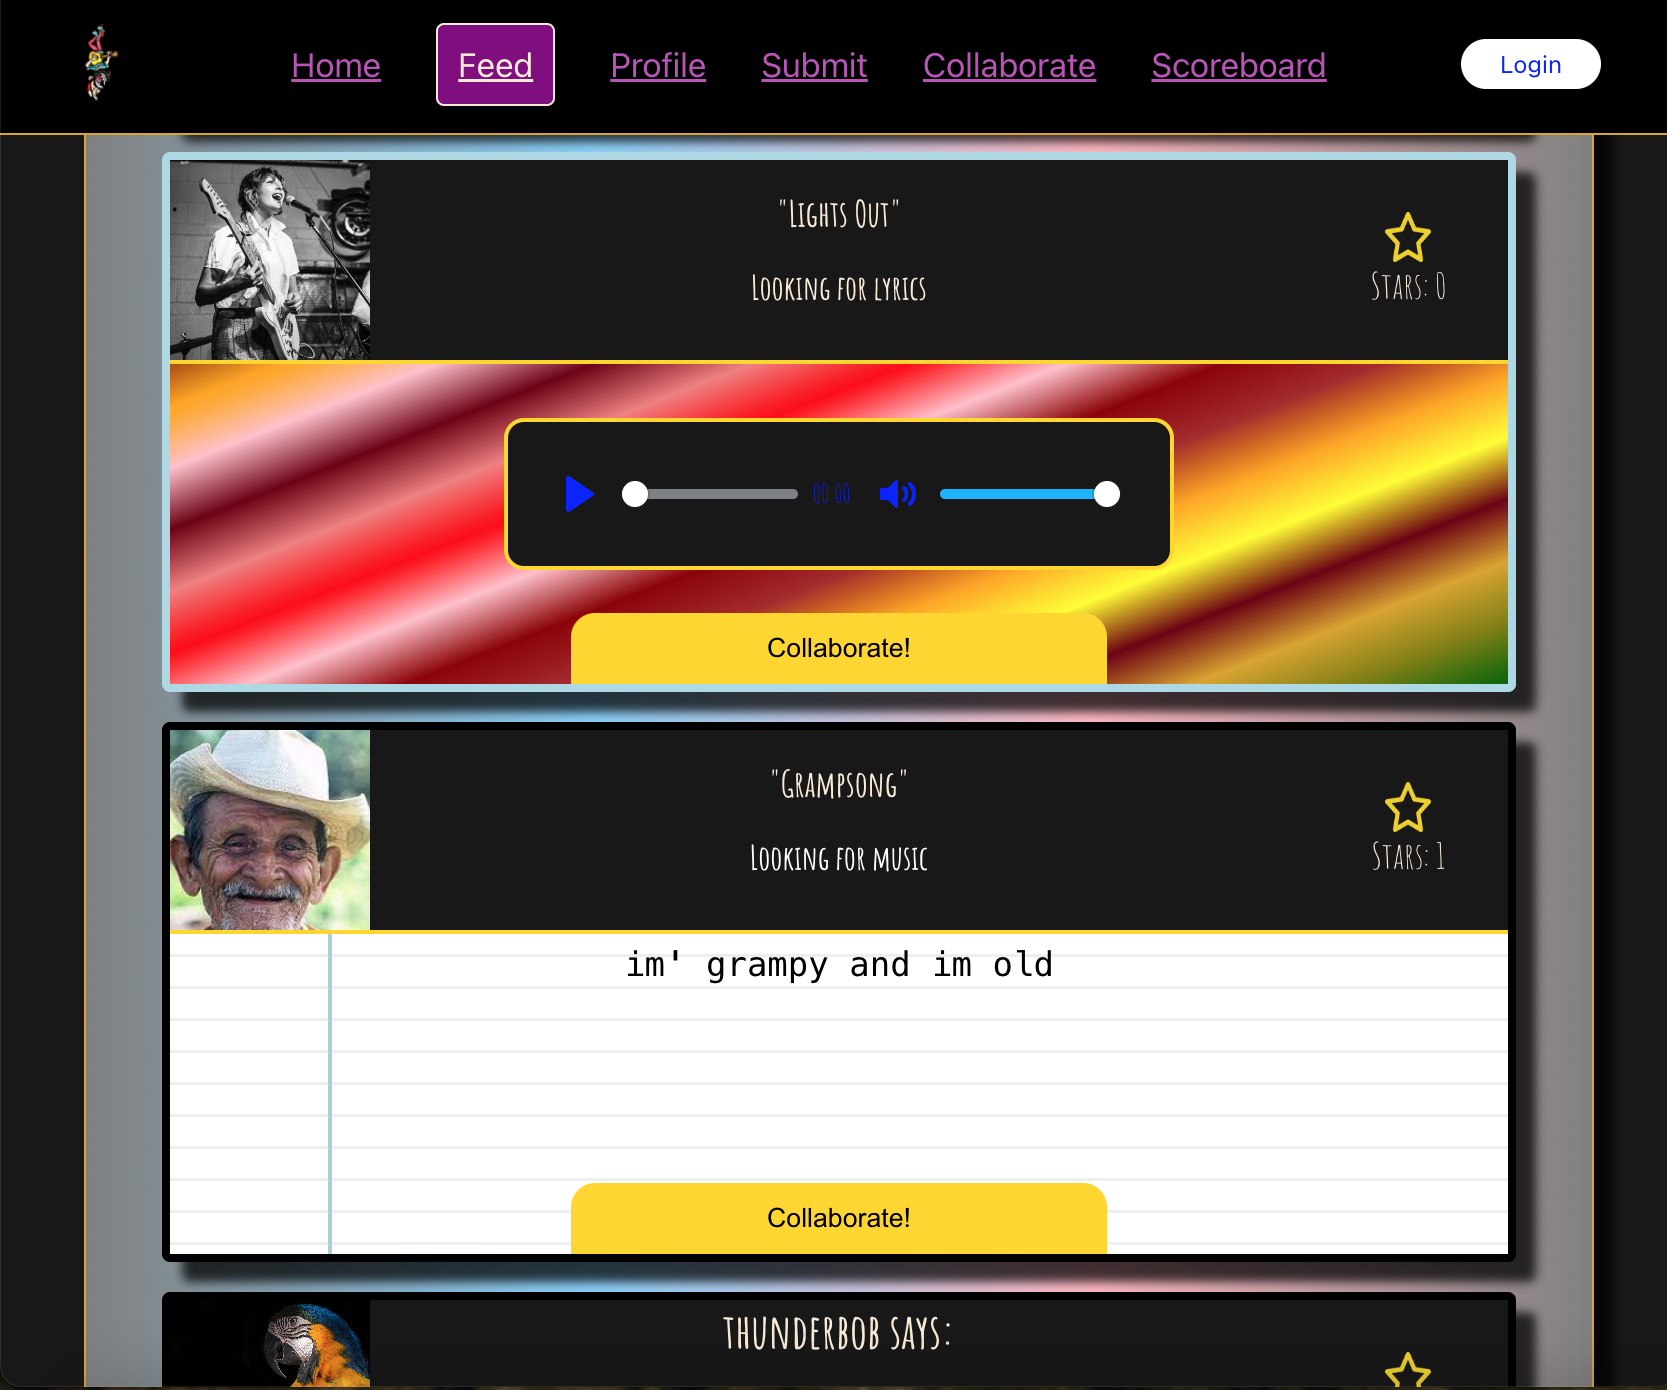 Home Feed Profile Submit Collaborate Scoreboard Login
"Lights Out"
Looking for lyrics
Stars: 0
00:00
Collaborate!
"Grampsong"
Looking for music
Stars: 1
im' grampy and im old
Collaborate!
thunderbob says: